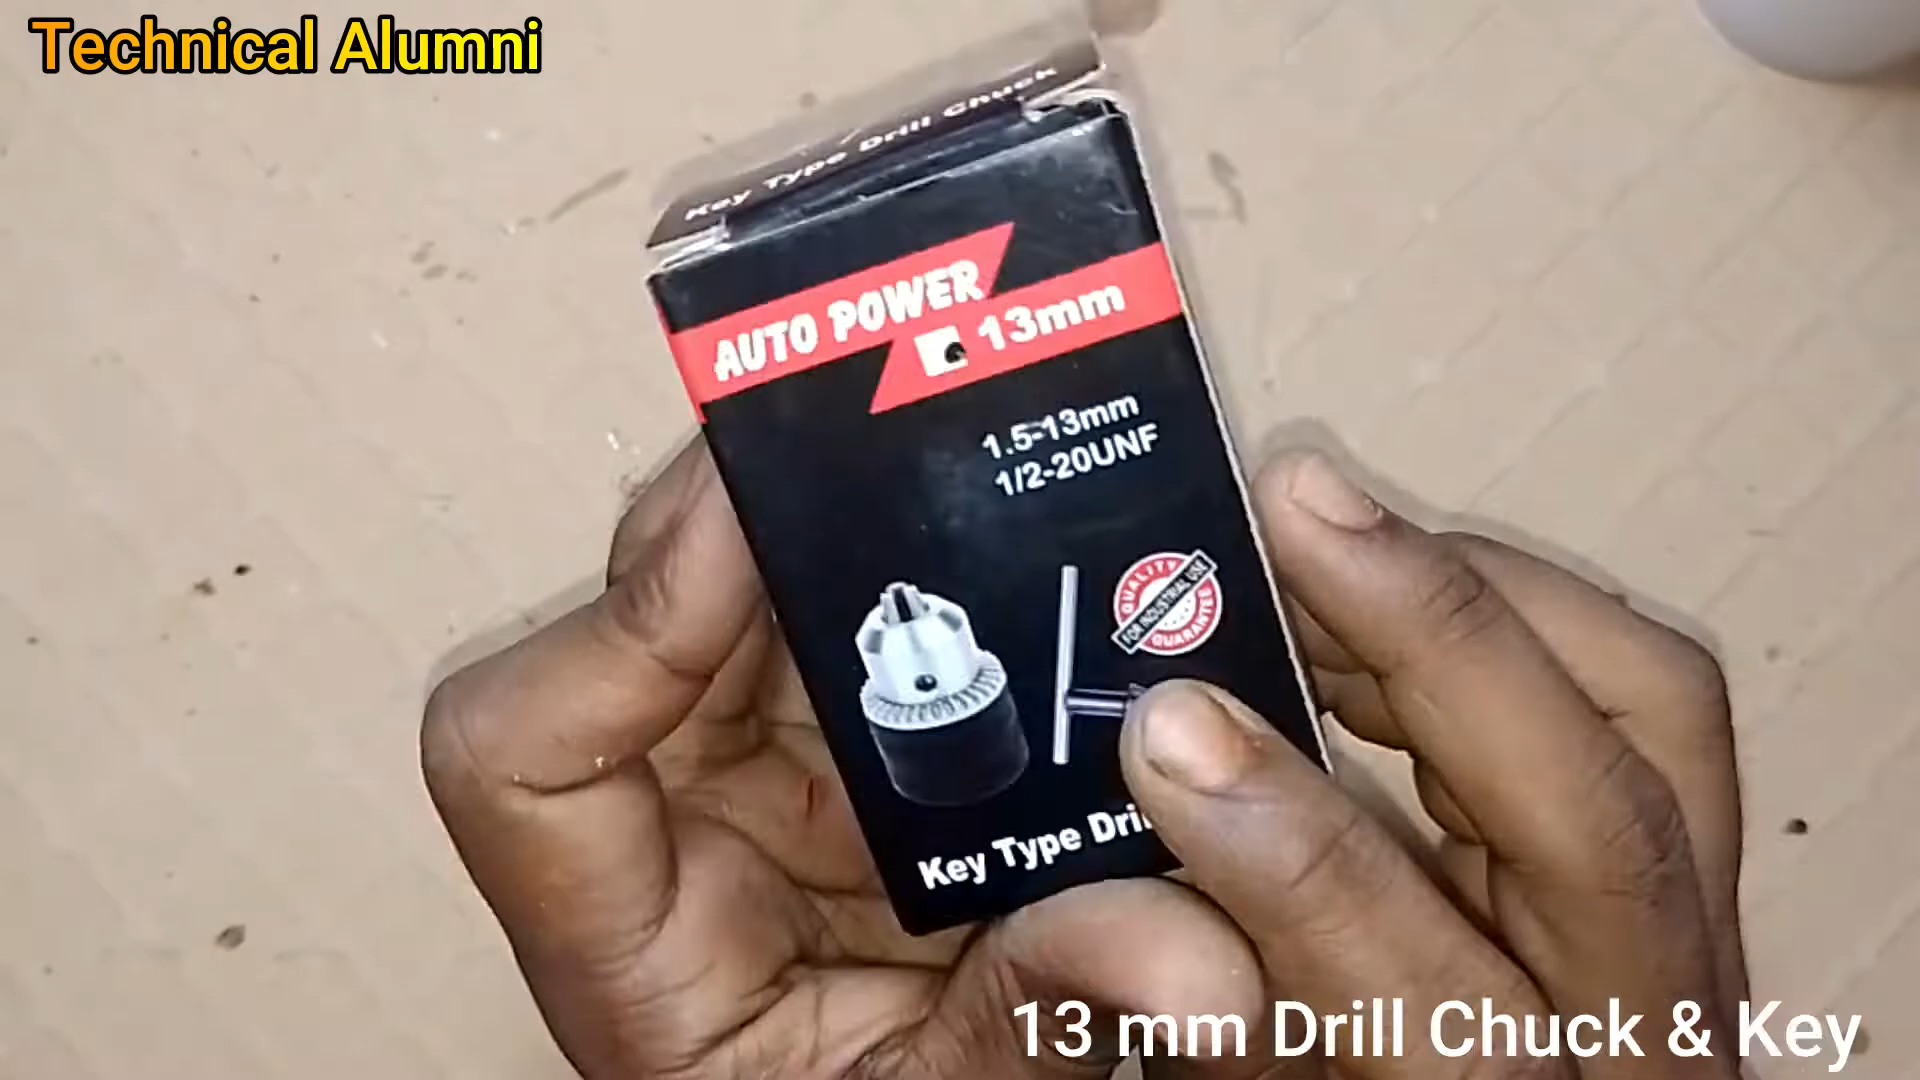 Technical Alumni
Key Type Drill Chuck
AUTO POWER
13mm
1.5-13mm
1/2-20UNF
QUALITY
FOR INDUSTRIAL USE
GUARANTEE
Key Type
13 mm Drill Chuck & Key